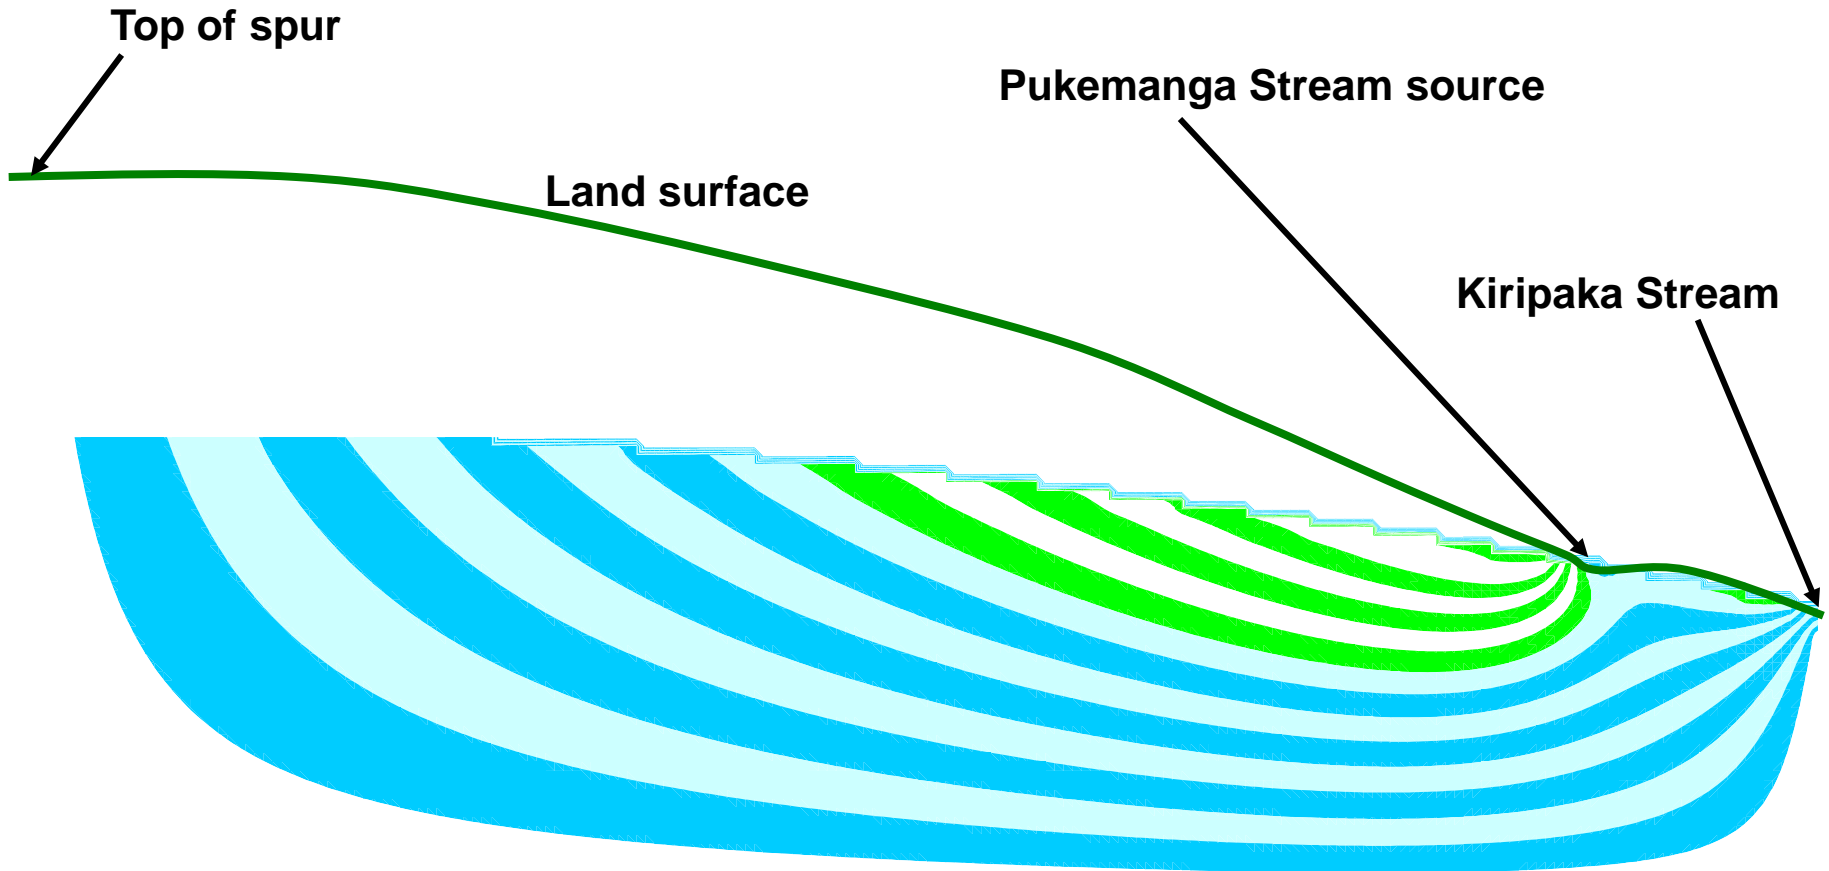 Top of spur
Pukemanga Stream source
Land surface
Kiripaka Stream